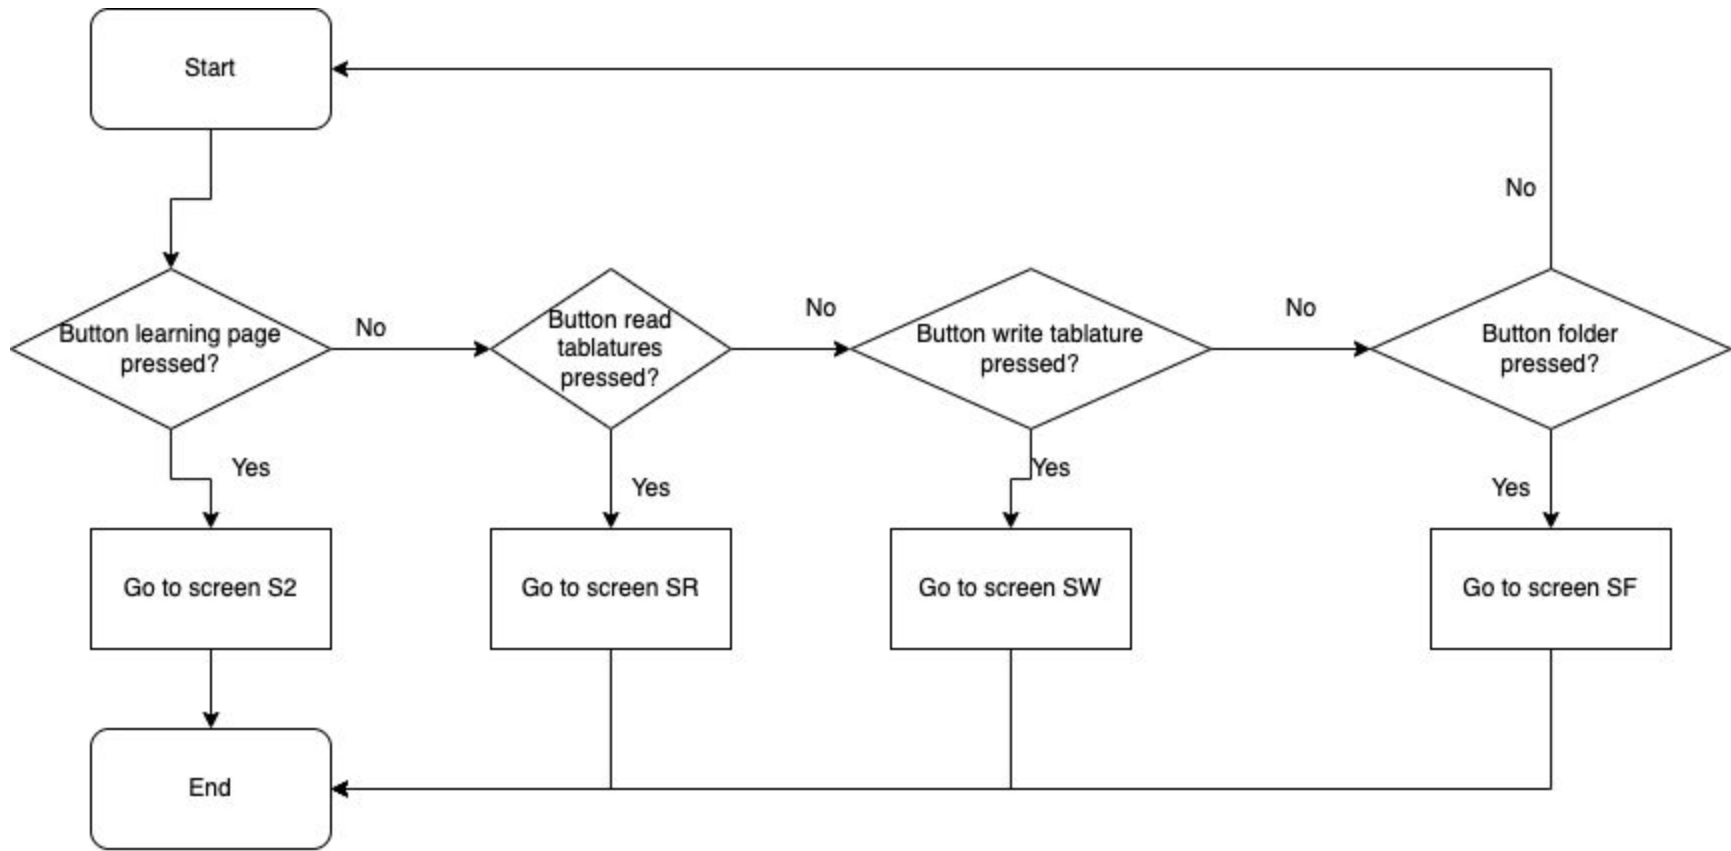 Start
No
Button learning page
pressed?
No
Button read
tablatures
pressed?
No
Button write tablature
pressed?
No
Button folder
pressed?
Yes
Yes
Yes
Yes
Go to screen S2
Go to screen SR
Go to screen SW
Go to screen SF
End